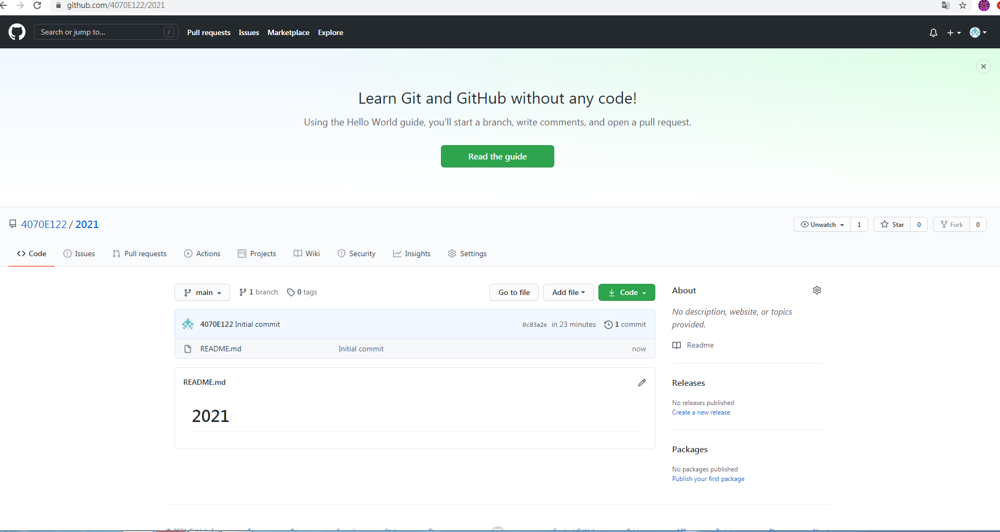 github.com/4070E122/2021
Search or jump to... /
Pull requests Issues Marketplace Explore
Learn Git and GitHub without any code!
Using the Hello World guide, you’ll start a branch, write comments, and open a pull request.
Read the guide
4070E122 / 2021
Unwatch 1 Star 0 Fork 0
Code Issues Pull requests Actions Projects Wiki Security Insights Settings
main 1 branch 0 tags Go to file Add file Code
4070E122 Initial commit 0c03a2e in 23 minutes 1 commit
README.md Initial commit now
README.md
2021
About
No description, website, or topics
provided.
Readme
Releases
No releases published
Create a new release
Packages
No packages published
Publish your first package